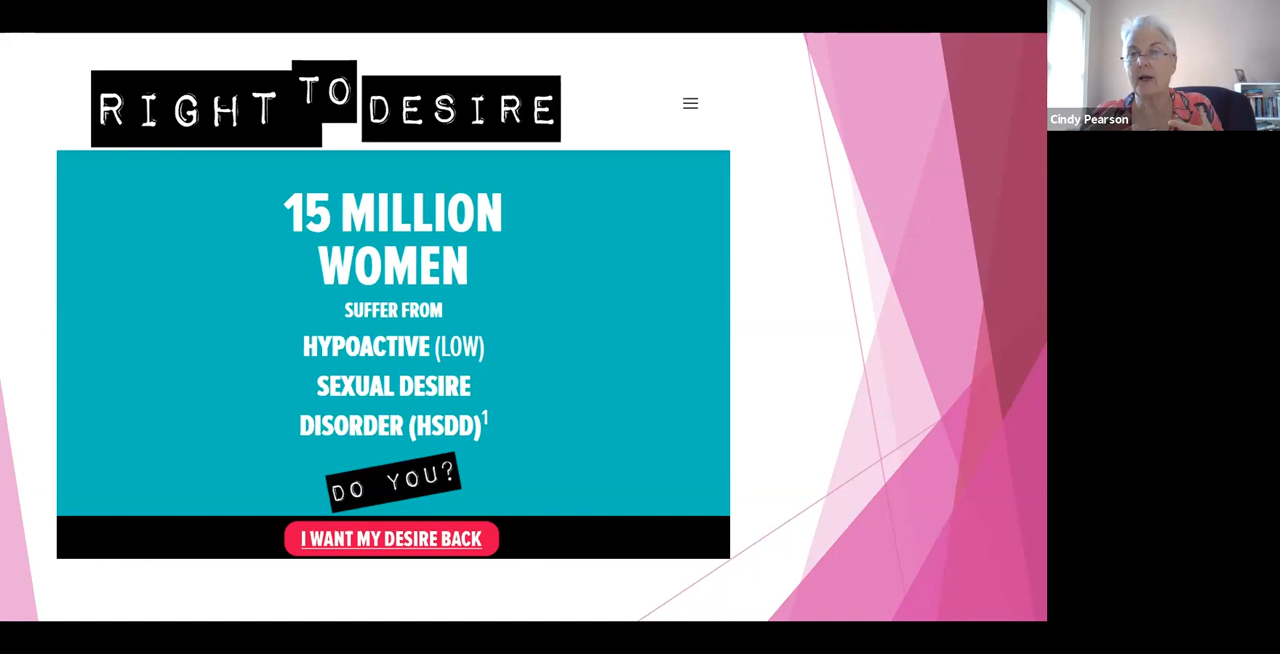 RIGHT TO DESIRE
15 MILLION
WOMEN
SUFFER FROM
HYPOACTIVE (LOW)
SEXUAL DESIRE
DISORDER (HSDD)1
DO YOU?
I WANT MY DESIRE BACK
Cindy Pearson